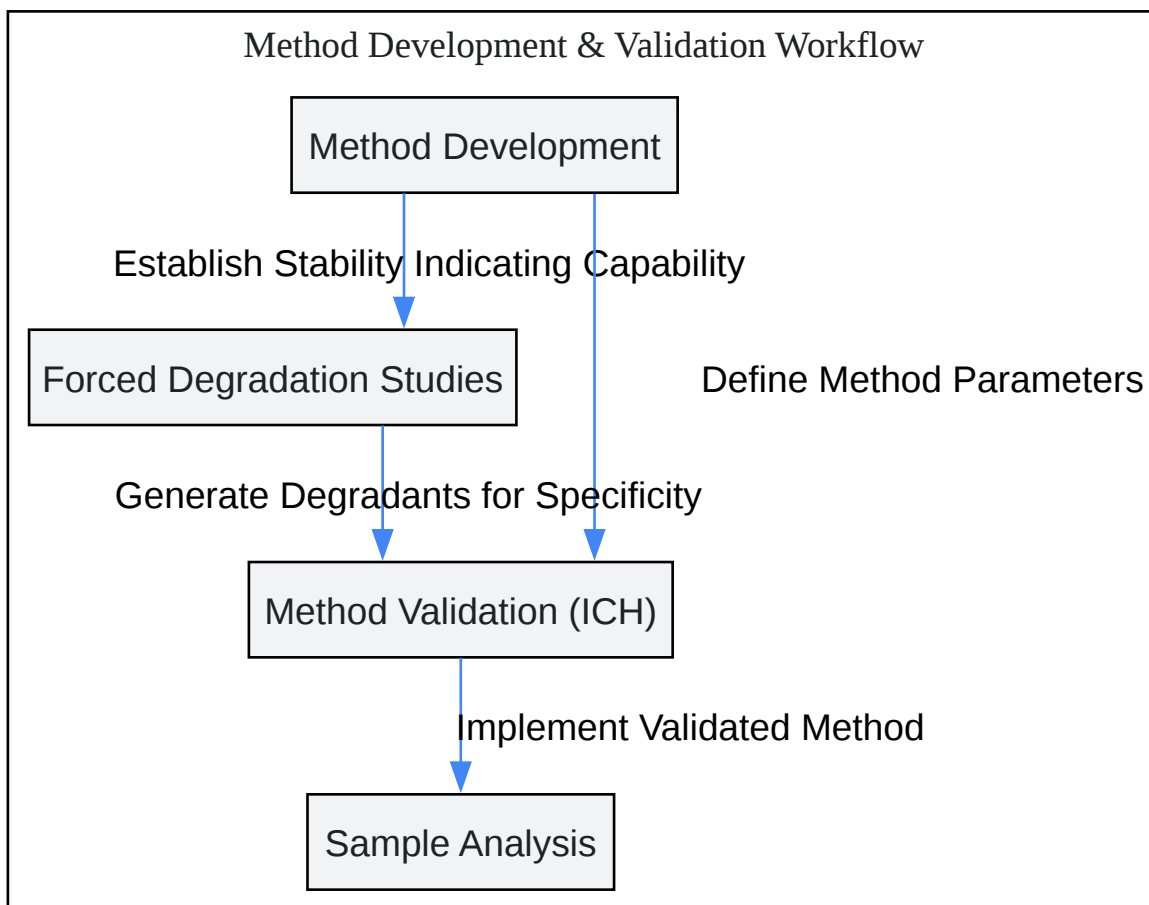 Method Development & Validation Workflow
Method Development
Establish Stability Indicating Capability
Forced Degradation Studies
Define Method Parameters
Generate Degradants for Specificity
Method Validation (ICH)
Implement Validated Method
Sample Analysis